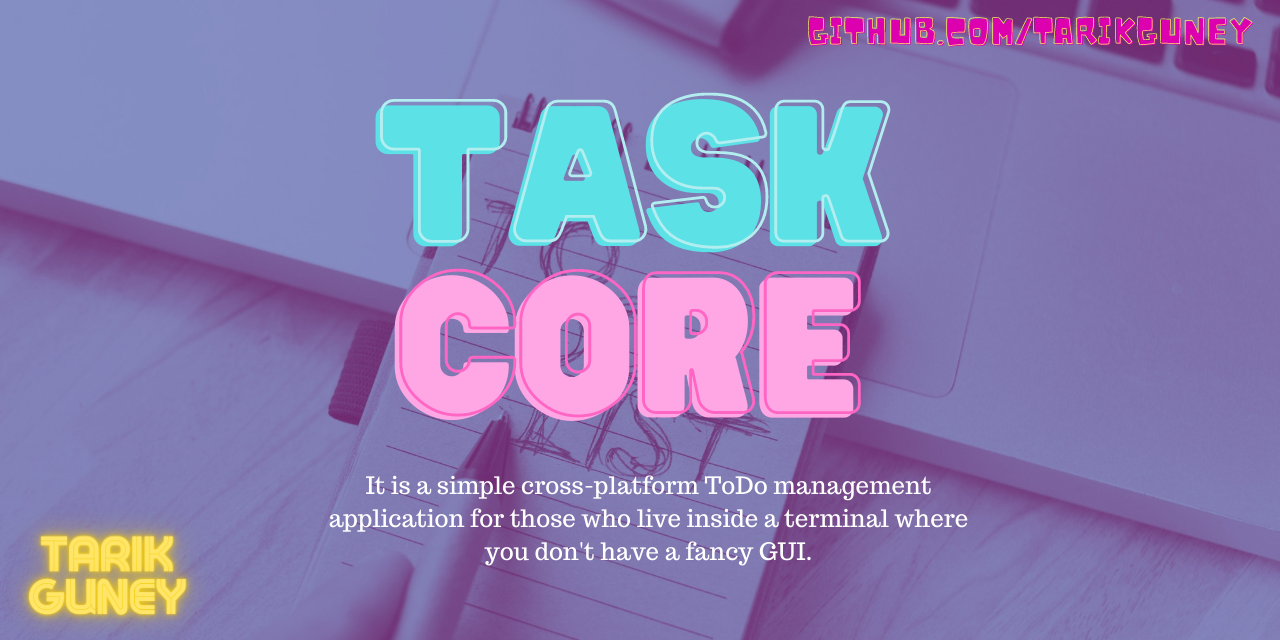 GITHUB.COM/TARIKGUNEY
TASK
CORE
It is a simple cross-platform ToDo management
application for those who live inside a terminal where
you don't have a fancy GUI.
TARIK
GUNEY